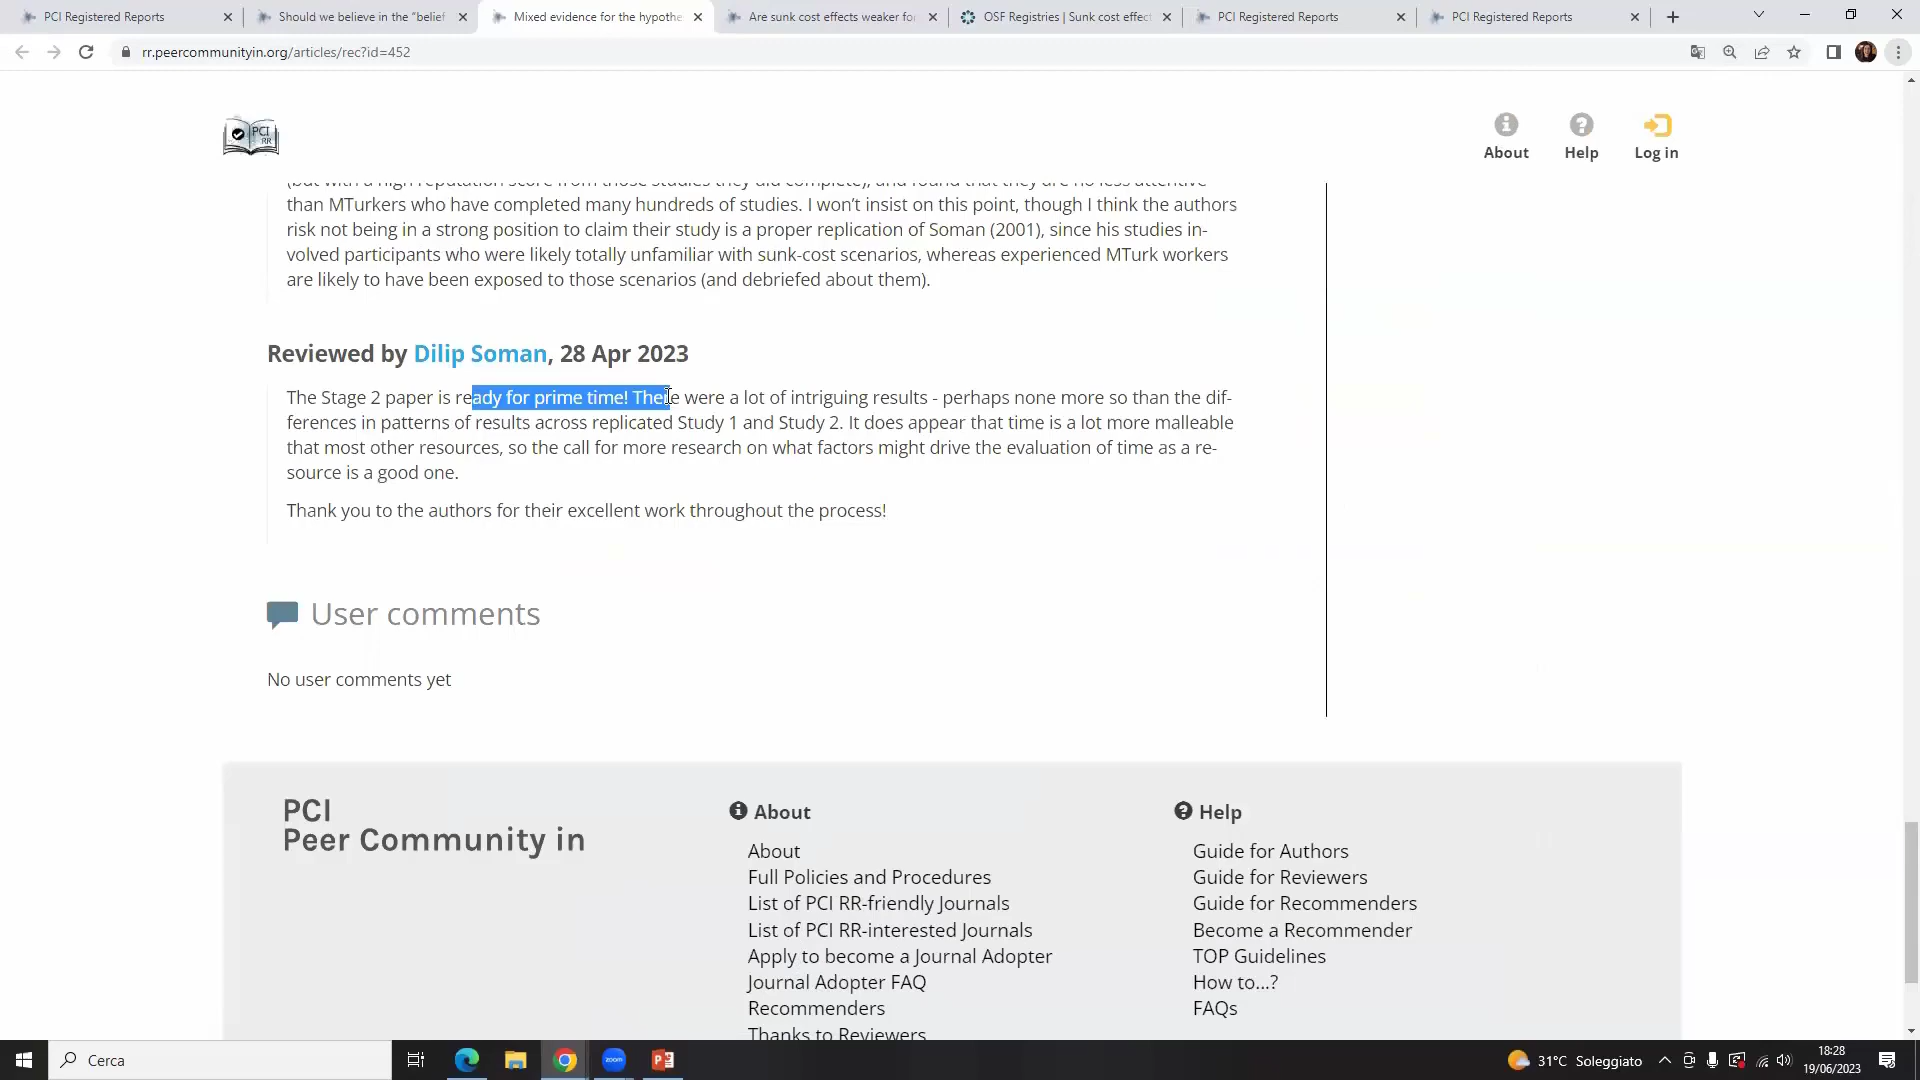 PCI Registered Reports
Should we believe in the "belief
Mixed evidence for the hypothe
Are sunk cost effects weaker for
OSF Registries | Sunk cost effect
PCI Registered Reports
PCI Registered Reports
rr.peercommunityin.org/articles/rec?id=452
PCI
RR
About
Help
Log in
(but with a high reputation score from those studies they did complete), and found that they are no less attentive
than MTurkers who have completed many hundreds of studies. I won't insist on this point, though I think the authors
risk not being in a strong position to claim their study is a proper replication of Soman (2001), since his studies in-
volved participants who were likely totally unfamiliar with sunk-cost scenarios, whereas experienced MTurk workers
are likely to have been exposed to those scenarios (and debriefed about them).
Reviewed by Dilip Soman, 28 Apr 2023
The Stage 2 paper is ready for prime time! There were a lot of intriguing results - perhaps none more so than the dif-
ferences in patterns of results across replicated Study 1 and Study 2. It does appear that time is a lot more malleable
that most other resources, so the call for more research on what factors might drive the evaluation of time as a re-
source is a good one.
Thank you to the authors for their excellent work throughout the process!
User comments
No user comments yet
PCI
Peer Community in
About
About
Full Policies and Procedures
List of PCI RR-friendly Journals
List of PCI RR-interested Journals
Apply to become a Journal Adopter
Journal Adopter FAQ
Recommenders
Thanks to Reviewers
Help
Guide for Authors
Guide for Reviewers
Guide for Recommenders
Become a Recommender
TOP Guidelines
How to...?
FAQs
Cerca
zoom
31°C Soleggiato
18:28
19/06/2023